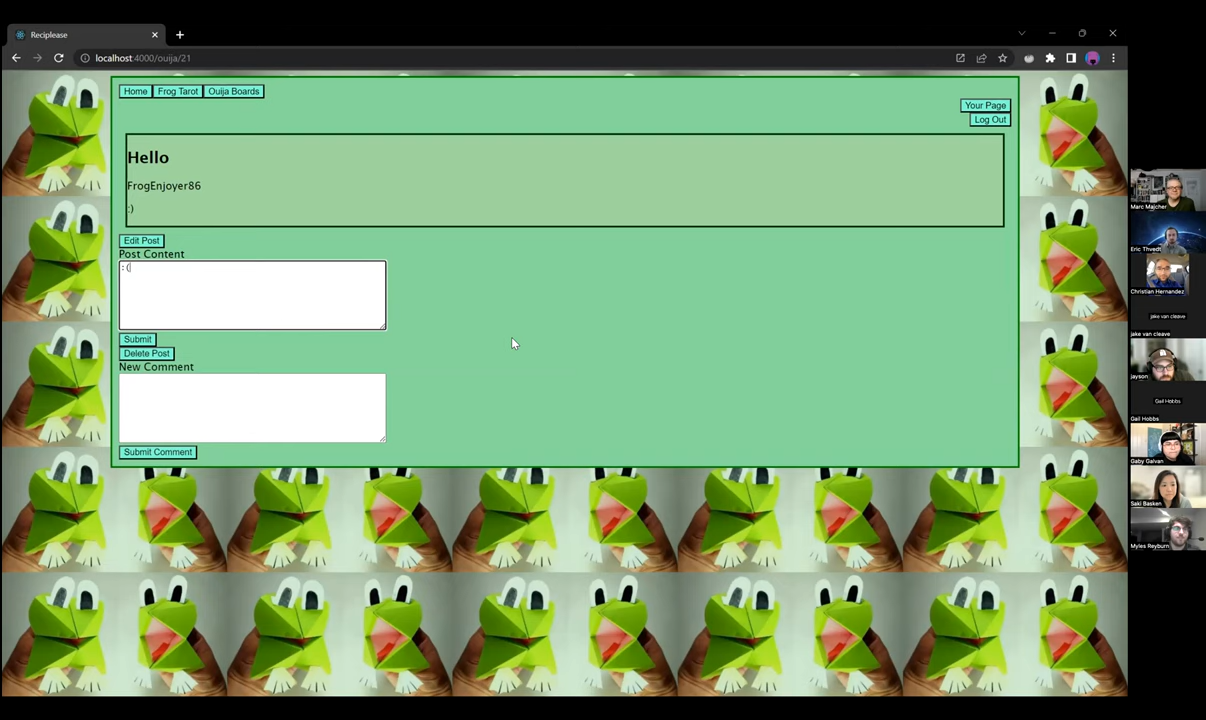 Reciplease
localhost:4000/ouija/21
Home Frog Tarot Ouija Boards
Your Page
Log Out
Hello
FrogEnjoyer86
:)
Edit Post
Post Content
:(
Submit
Delete Post
New Comment
Submit Comment
Marc Majcher
Eric Thvedt
Christian Hernandez
jake van cleave
jake van cleave
jayson
Gail Hobbs
Gail Hobbs
Gaby Galvan
Saki Basken
Myles Reyburn